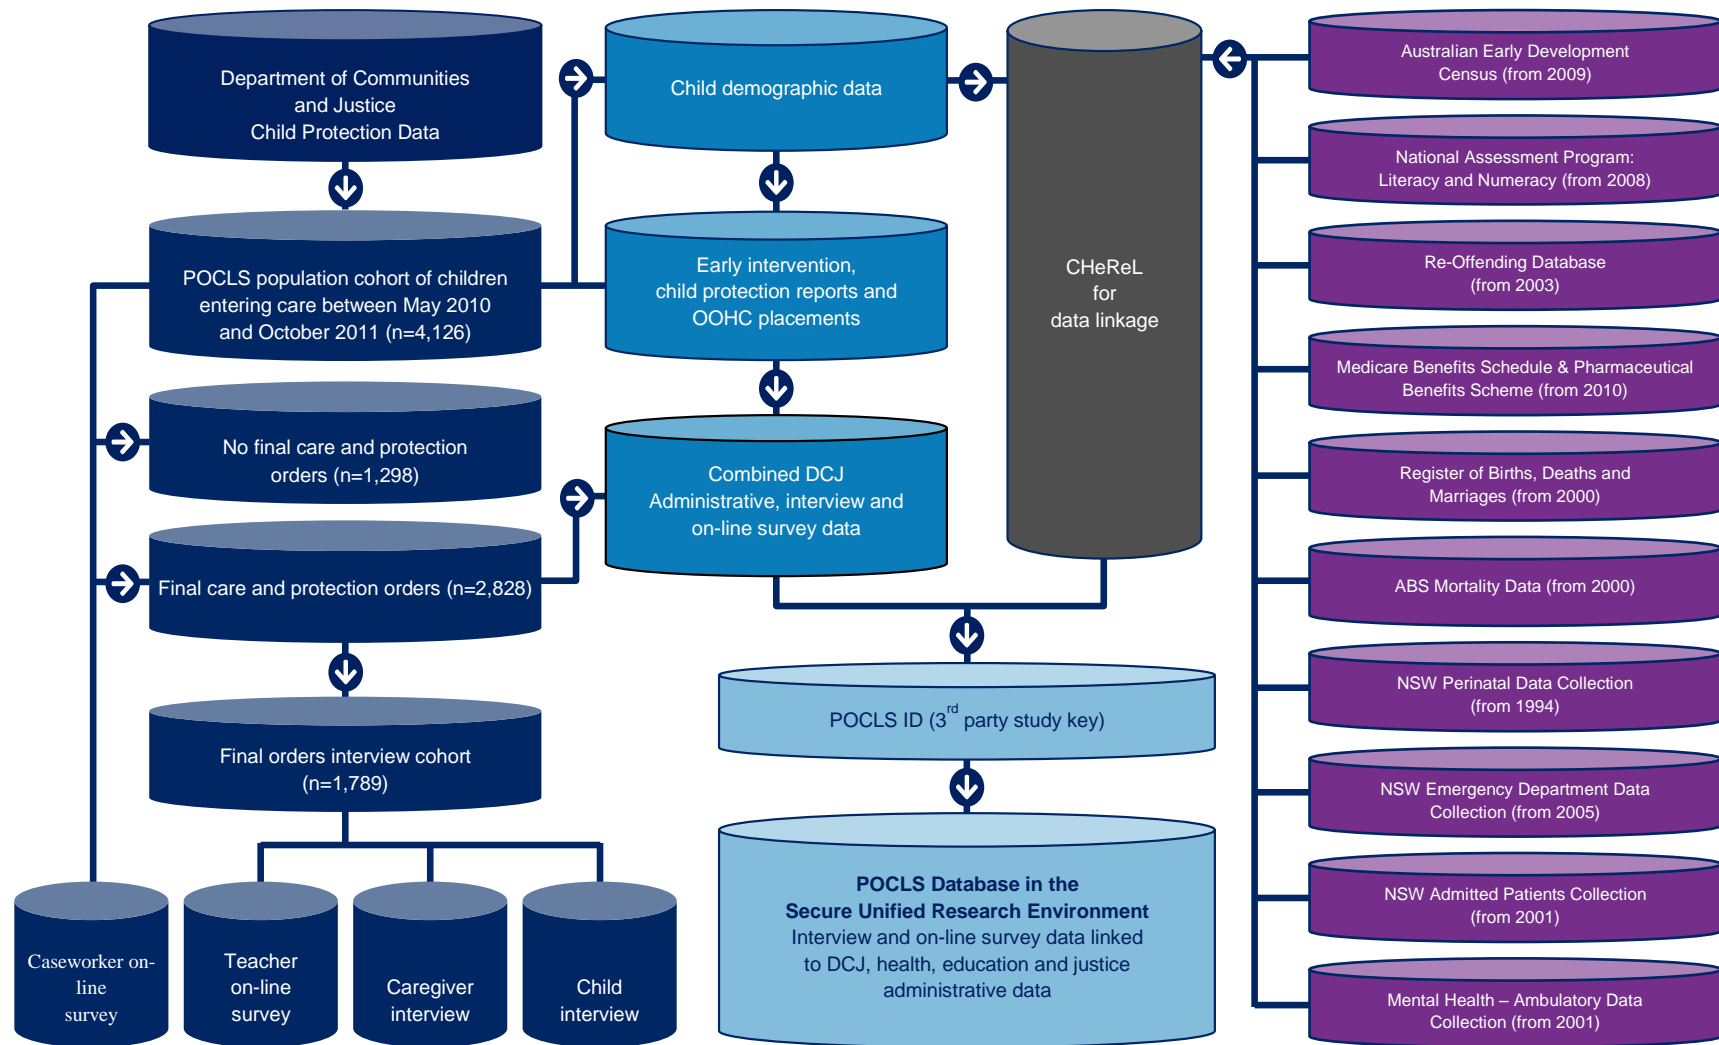 Department of Communities
and Justice
Child Protection Data
POCLS population cohort of children
entering care between May 2010
and October 2011 (n=4,126)
No final care and protection
orders (n=1,298)
Final care and protection orders (n=2,828)
Final orders interview cohort
(n=1,789)
Caseworker on-
line
survey
Teacher
on-line
survey
Caregiver
interview
Child
interview
Child demographic data
Early intervention,
child protection reports and
OOHC placements
Combined DCJ
Administrative, interview and
on-line survey data
CHeReL
for
data linkage
POCLS ID (3rd party study key)
POCLS Database in the
Secure Unified Research Environment
Interview and on-line survey data linked
to DCJ, health, education and justice
administrative data
Australian Early Development
Census (from 2009)
National Assessment Program:
Literacy and Numeracy (from 2008)
Re-Offending Database
(from 2003)
Medicare Benefits Schedule & Pharmaceutical
Benefits Scheme (from 2010)
Register of Births, Deaths and
Marriages (from 2000)
ABS Mortality Data (from 2000)
NSW Perinatal Data Collection
(from 1994)
NSW Emergency Department Data
Collection (from 2005)
NSW Admitted Patients Collection
(from 2001)
Mental Health – Ambulatory Data
Collection (from 2001)